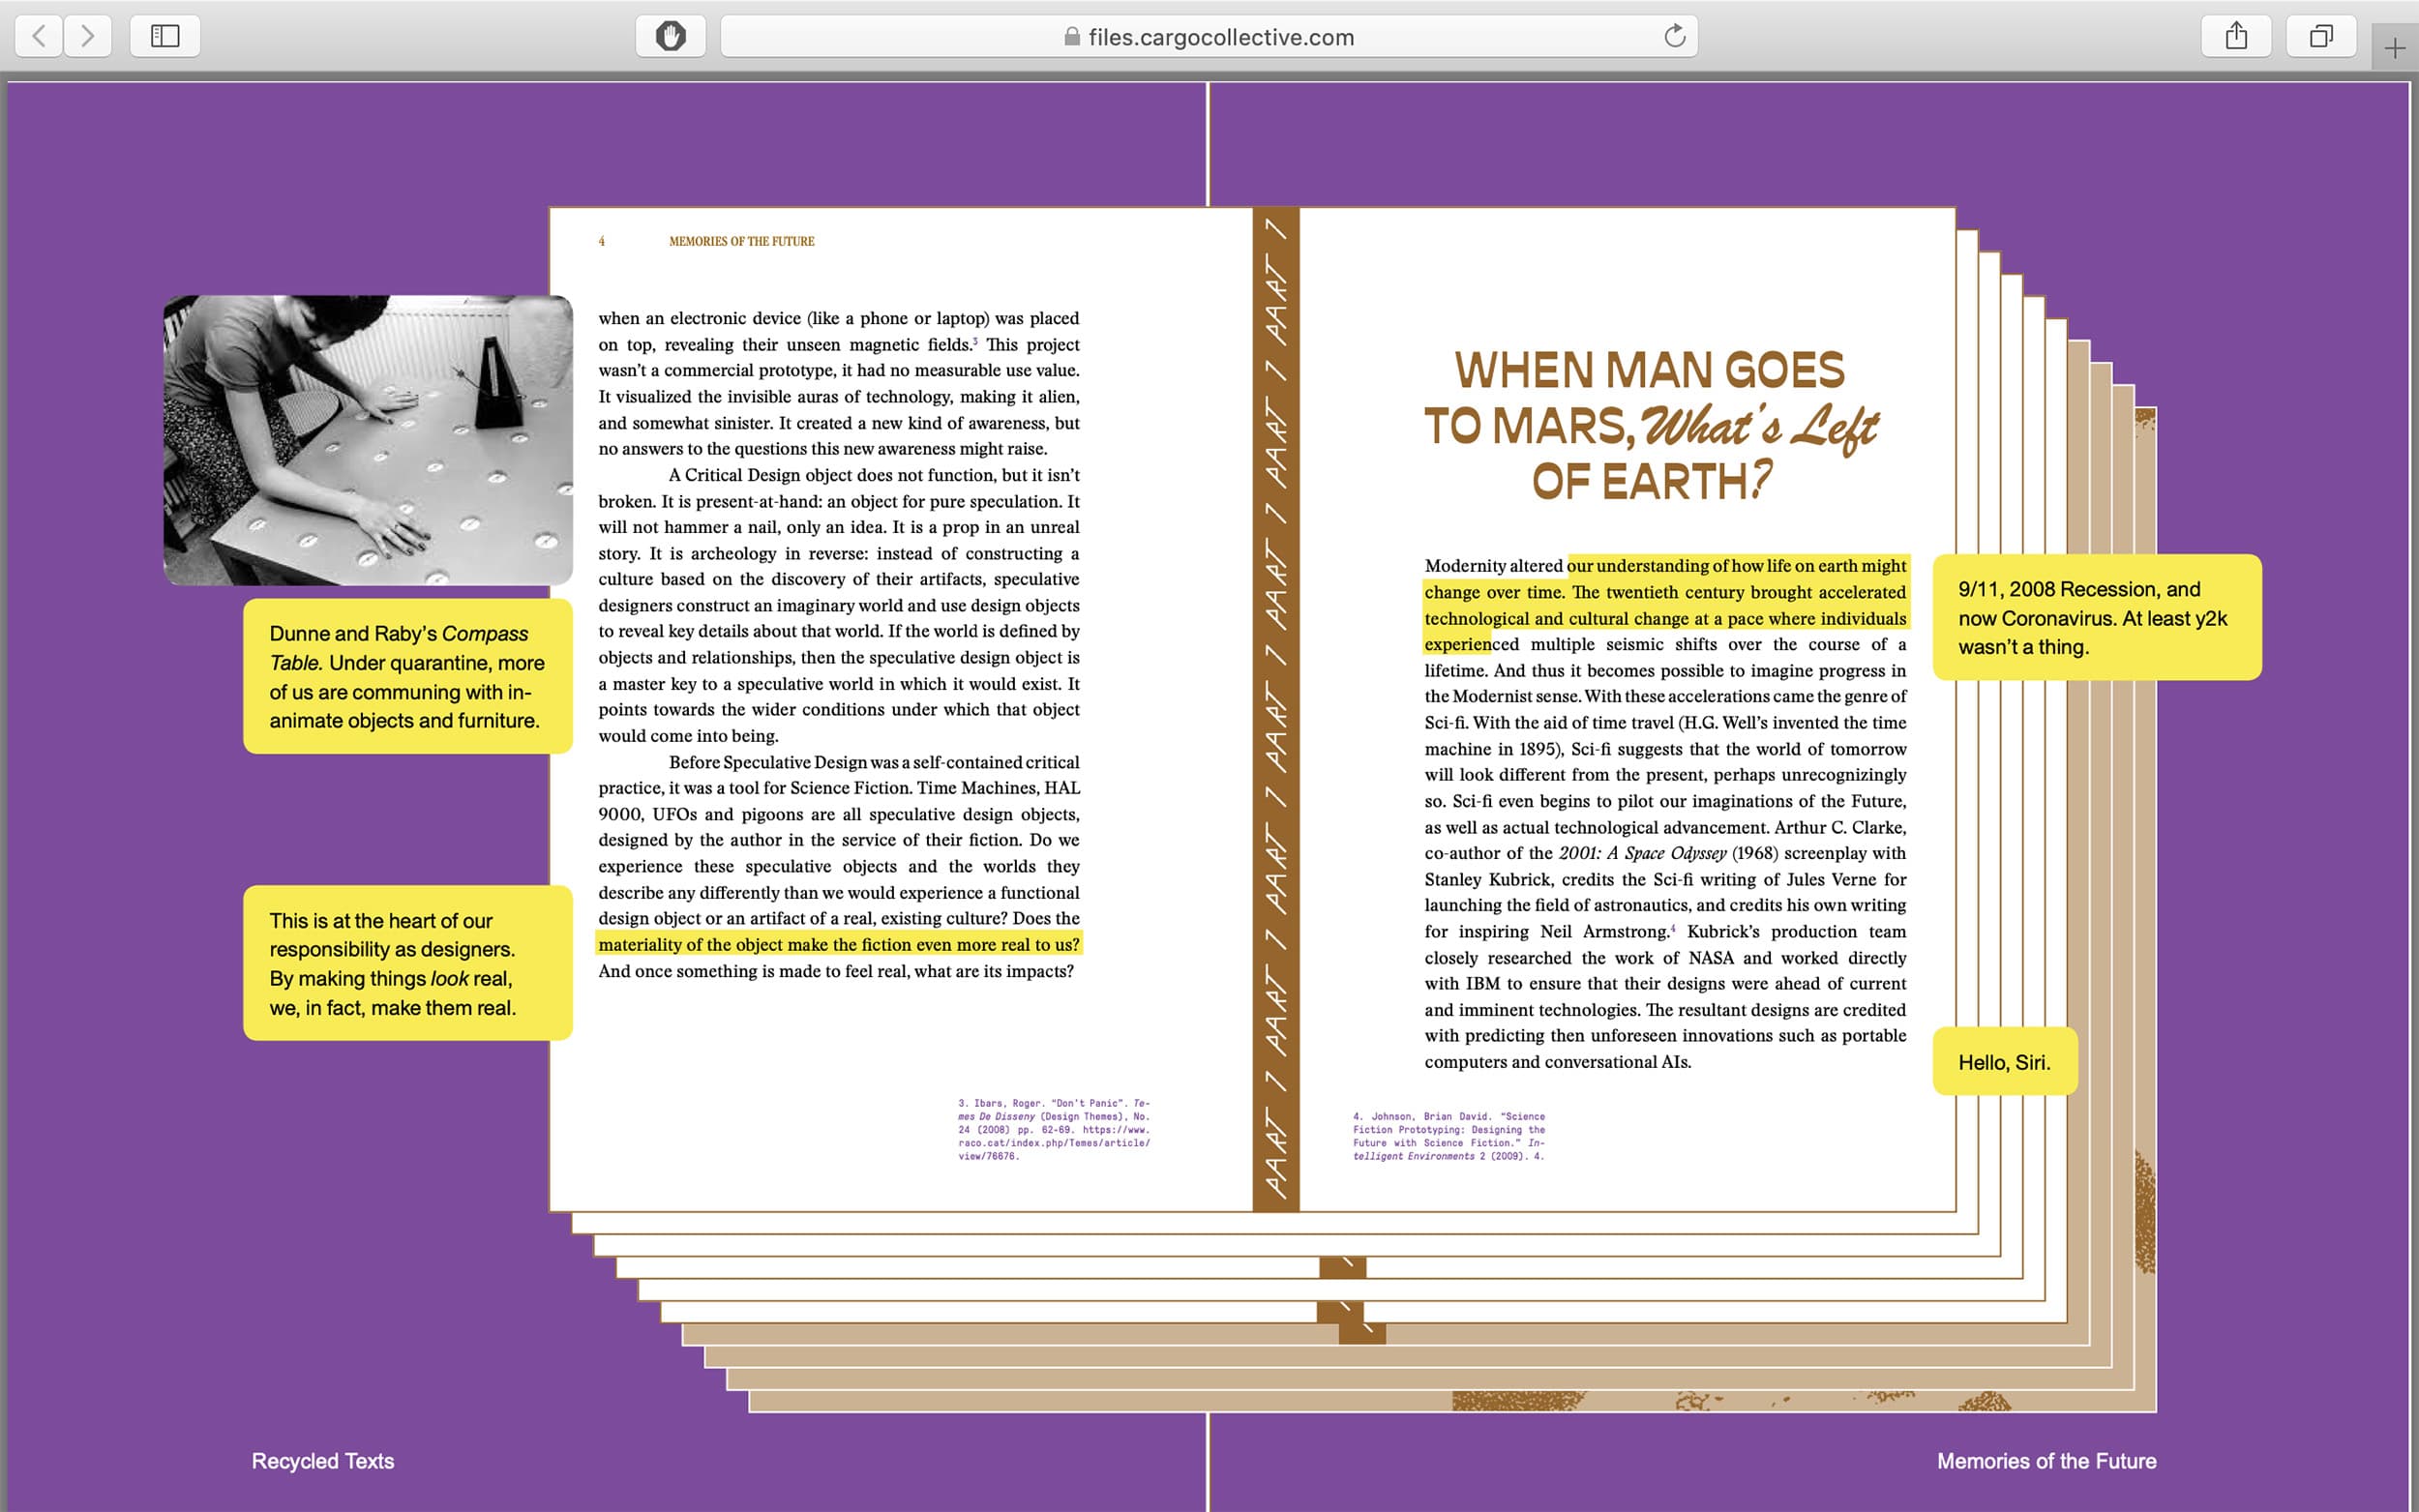 files.cargocollective.com
4 MEMORIES OF THE FUTURE
when an electronic device (like a phone or laptop) was placed
on top, revealing their unseen magnetic fields.3 This project
wasn’t a commercial prototype, it had no measurable use value.
It visualized the invisible auras of technology, making it alien,
and somewhat sinister. It created a new kind of awareness, but
no answers to the questions this new awareness might raise.
A Critical Design object does not function, but it isn’t
broken. It is present-at-hand: an object for pure speculation. It
will not hammer a nail, only an idea. It is a prop in an unreal
story. It is archeology in reverse: instead of constructing a
culture based on the discovery of their artifacts, speculative
designers construct an imaginary world and use design objects
to reveal key details about that world. If the world is defined by
objects and relationships, then the speculative design object is
a master key to a speculative world in which it would exist. It
points towards the wider conditions under which that object
would come into being.
Before Speculative Design was a self-contained critical
practice, it was a tool for Science Fiction. Time Machines, HAL
9000, UFOs and pigoons are all speculative design objects,
designed by the author in the service of their fiction. Do we
experience these speculative objects and the worlds they
describe any differently than we would experience a functional
design object or an artifact of a real, existing culture? Does the
materiality of the object make the fiction even more real to us?
And once something is made to feel real, what are its impacts?
Dunne and Raby’s Compass
Table. Under quarantine, more
of us are communing with in-
animate objects and furniture.
This is at the heart of our
responsibility as designers.
By making things look real,
we, in fact, make them real.
3. Ibars, Roger. “Don’t Panic”. Te-
mes De Disseny (Design Themes), No.
24 (2008) pp. 62-69. https://www.
raco.cat/index.php/Temes/article/
view/76676.
WHEN MAN GOES
TO MARS, What’s Left
OF EARTH?
Modernity altered our understanding of how life on earth might
change over time. The twentieth century brought accelerated
technological and cultural change at a pace where individuals
experienced multiple seismic shifts over the course of a
lifetime. And thus it becomes possible to imagine progress in
the Modernist sense. With these accelerations came the genre of
Sci-fi. With the aid of time travel (H.G. Well’s invented the time
machine in 1895), Sci-fi suggests that the world of tomorrow
will look different from the present, perhaps unrecognizingly
so. Sci-fi even begins to pilot our imaginations of the Future,
as well as actual technological advancement. Arthur C. Clarke,
co-author of the 2001: A Space Odyssey (1968) screenplay with
Stanley Kubrick, credits the Sci-fi writing of Jules Verne for
launching the field of astronautics, and credits his own writing
for inspiring Neil Armstrong.4 Kubrick’s production team
closely researched the work of NASA and worked directly
with IBM to ensure that their designs were ahead of current
and imminent technologies. The resultant designs are credited
with predicting then unforeseen innovations such as portable
computers and conversational AIs.
9/11, 2008 Recession, and
now Coronavirus. At least y2k
wasn’t a thing.
Hello, Siri.
4. Johnson, Brian David. “Science
Fiction Prototyping: Designing the
Future with Science Fiction.” In-
telligent Environments 2 (2009). 4.
Recycled Texts
Memories of the Future